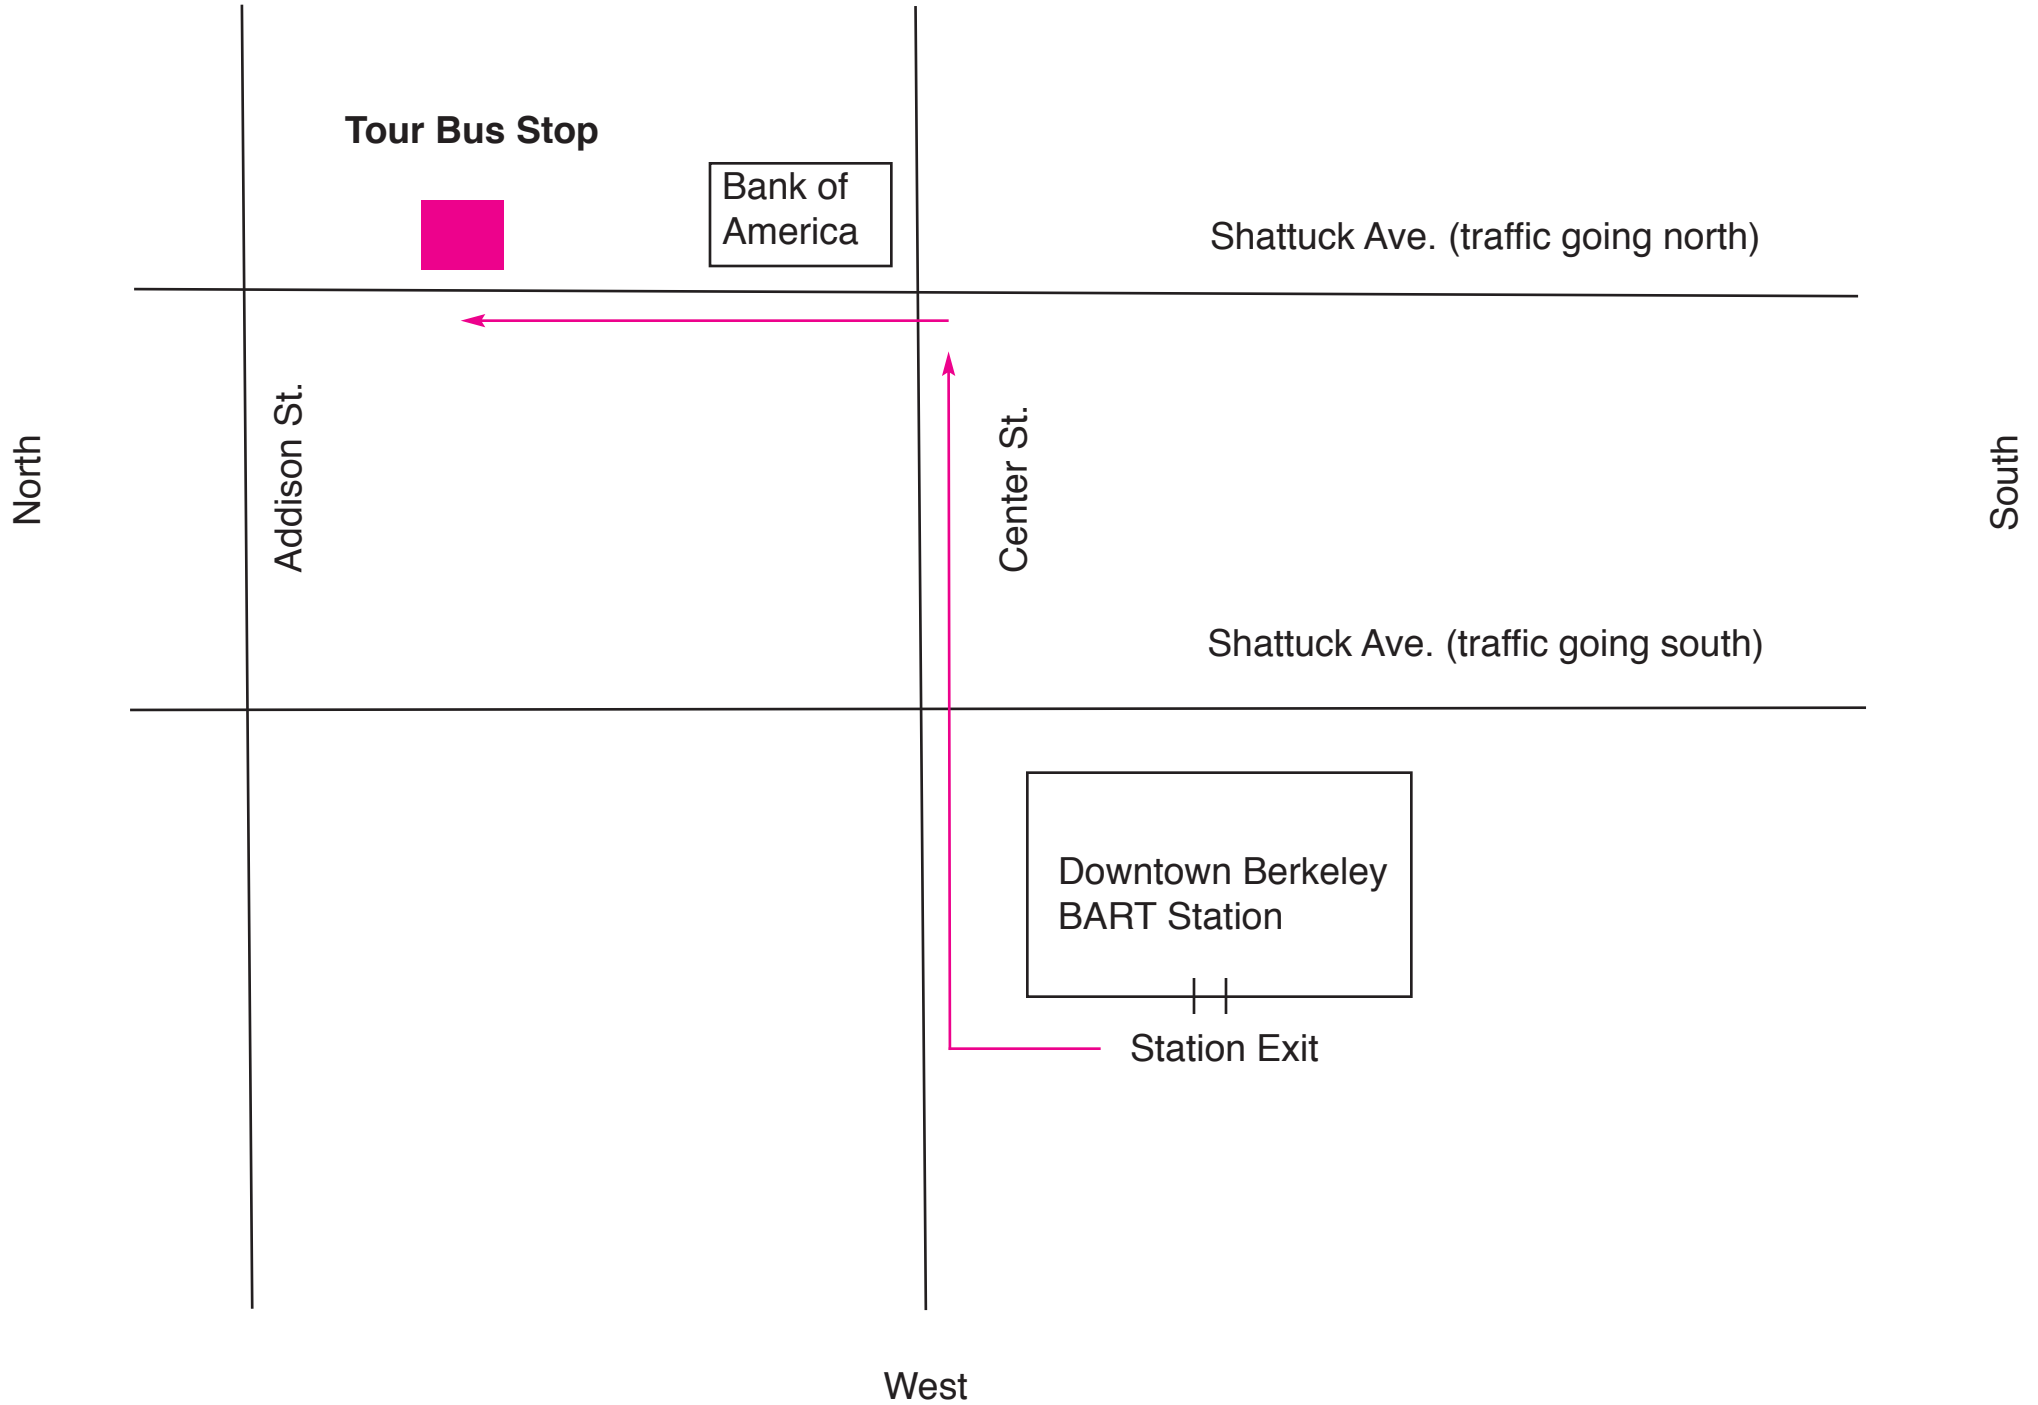 Tour Bus Stop
Bank of
America
Shattuck Ave. (traffic going north)
North
Addison St.
Center St.
South
Shattuck Ave. (traffic going south)
Downtown Berkeley
BART Station
Station Exit
West